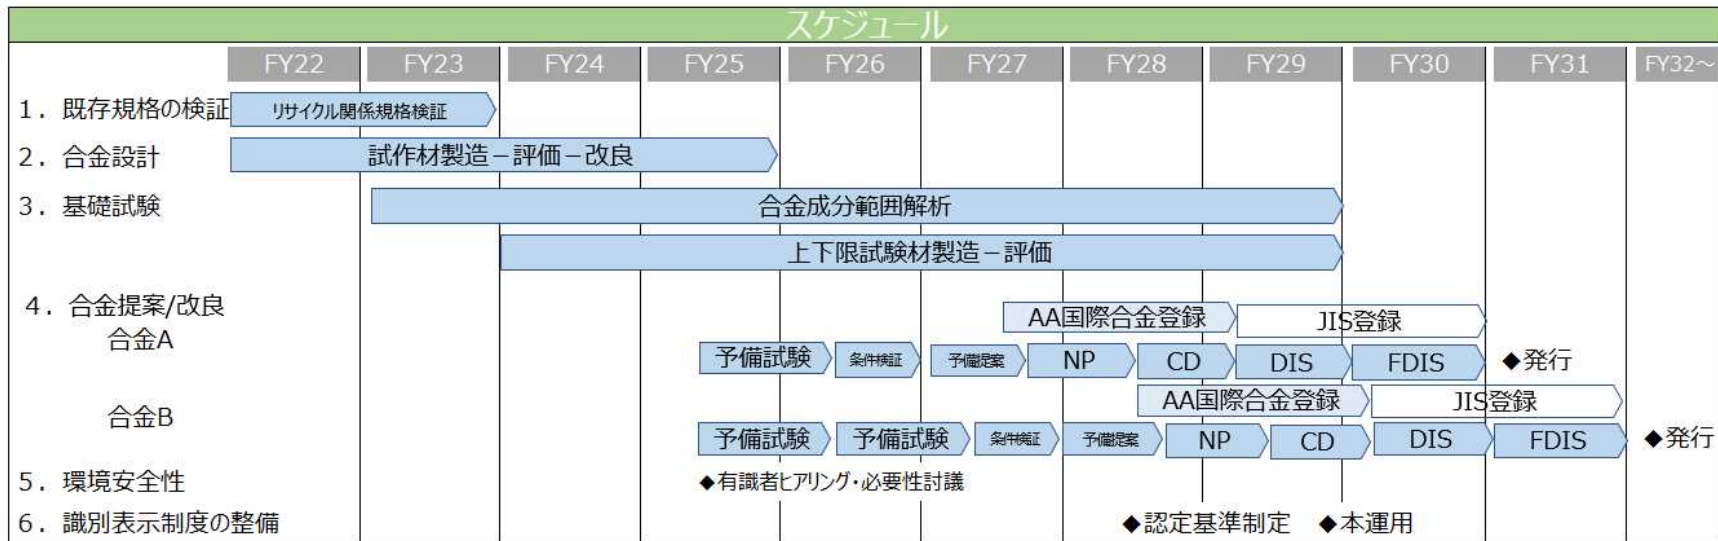 スケジュール
FY22 FY23 FY24 FY25 FY26 FY27 FY28 FY29 FY30 FY31 FY32～
1．既存規格の検証 リサイクル関係規格検証
2．合金設計 試作材製造－評価－改良
3．基礎試験 合金成分範囲解析
上下限試験材製造－評価
4．合金提案/改良 AA国際合金登録 JIS登録
合金A 予備試験 条件検証 予備提案 NP CD DIS FDIS ◆発行
AA国際合金登録 JIS登録
合金B 予備試験 予備試験 条件検証 予備提案 NP CD DIS FDIS ◆発行
5．環境安全性 ◆有識者ヒアリング・必要性討議
6．識別表示制度の整備 ◆認定基準制定 ◆本運用